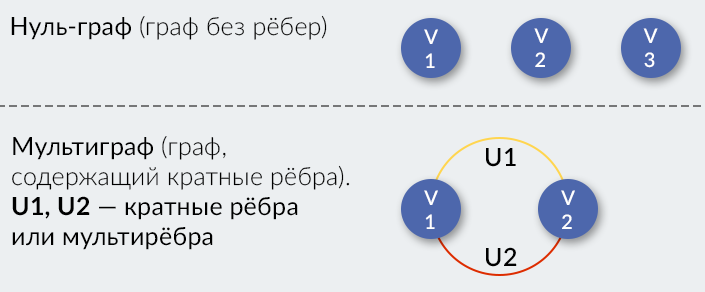 Нуль-граф (граф без рёбер)
V
1
V
2
V
3
Мультиграф (граф,
содержащий кратные рёбра).
U1, U2 — кратные рёбра
или мультирёбра
U1
V
1
V
2
U2